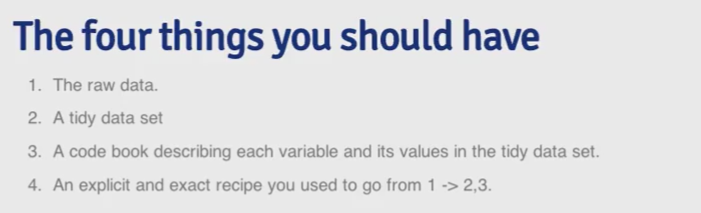 The four things you should have
1. The raw data.
2. A tidy data set
3. A code book describing each variable and its values in the tidy data set.
4. An explicit and exact recipe you used to go from 1 -> 2,3.